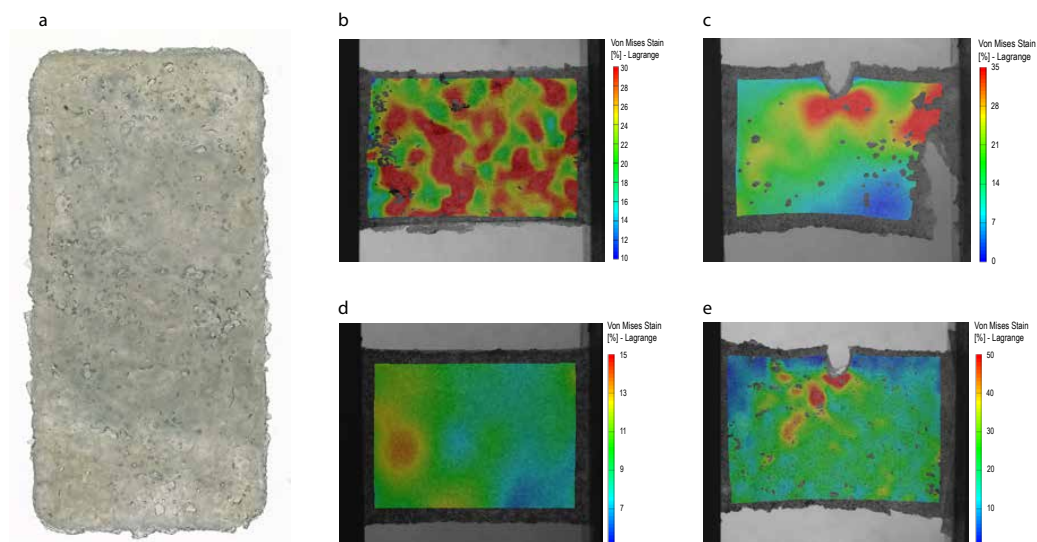 a
b
Von Mises Stain
[%] - Lagrange
30
28
26
24
22
20
18
16
14
12
10
c
Von Mises Stain
[%] - Lagrange
35
28
21
14
7
0
d
Von Mises Stain
[%] - Lagrange
15
13
11
9
7
e
Von Mises Stain
[%] - Lagrange
50
40
30
20
10